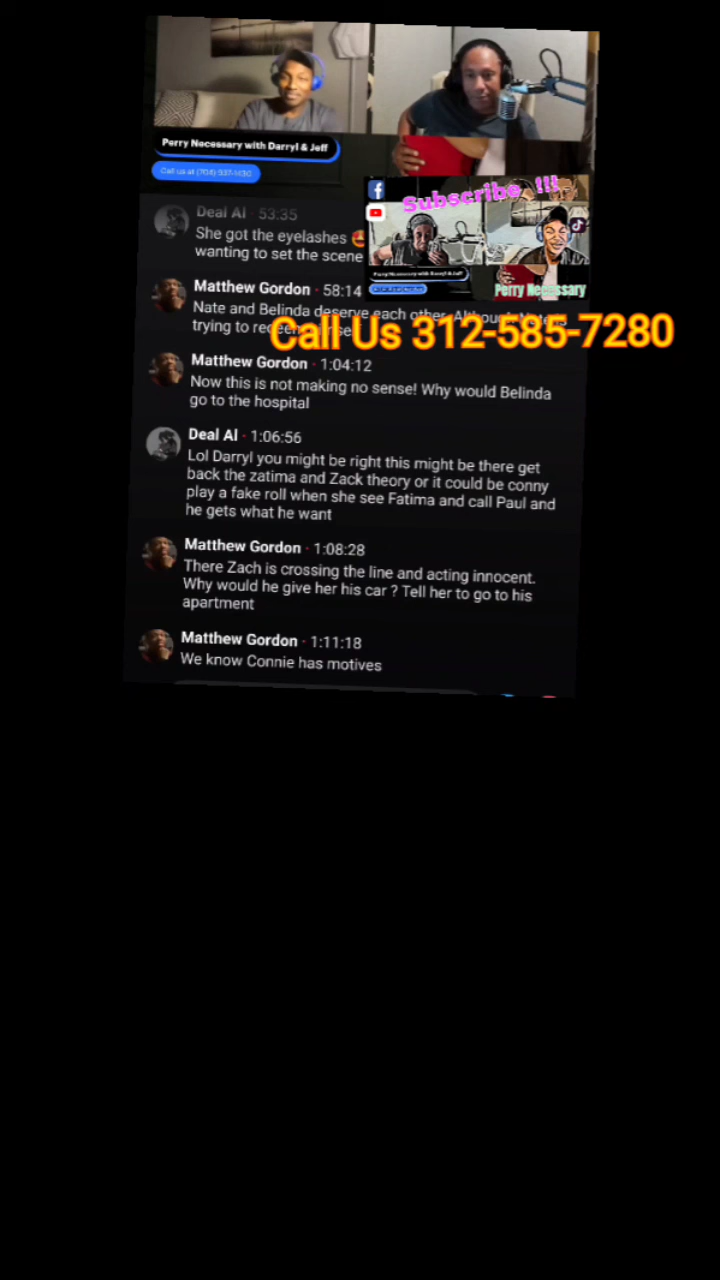 Perry Necessary with Darryl & Jeff
Call us at (704) 937-1430
Subscribe !!!
Perry Necessary with Darryl & Jeff
Perry Necessary
Deal Al · 53:35
She got the eyelashes 🤩
wanting to set the scene
Matthew Gordon · 58:14
Nate and Belinda deserve each other. Although
trying to
Call Us 312-585-7280
Matthew Gordon · 1:04:12
Now this is not making no sense! Why would Belinda
go to the hospital
Deal Al · 1:06:56
Lol Darryl you might be right this might be there get
back the zatima and Zack theory or it could be conny
play a fake roll when she see Fatima and call Paul and
he gets what he want
Matthew Gordon · 1:08:28
There Zach is crossing the line and acting innocent.
Why would he give her his car ? Tell her to go to his
apartment
Matthew Gordon · 1:11:18
We know Connie has motives